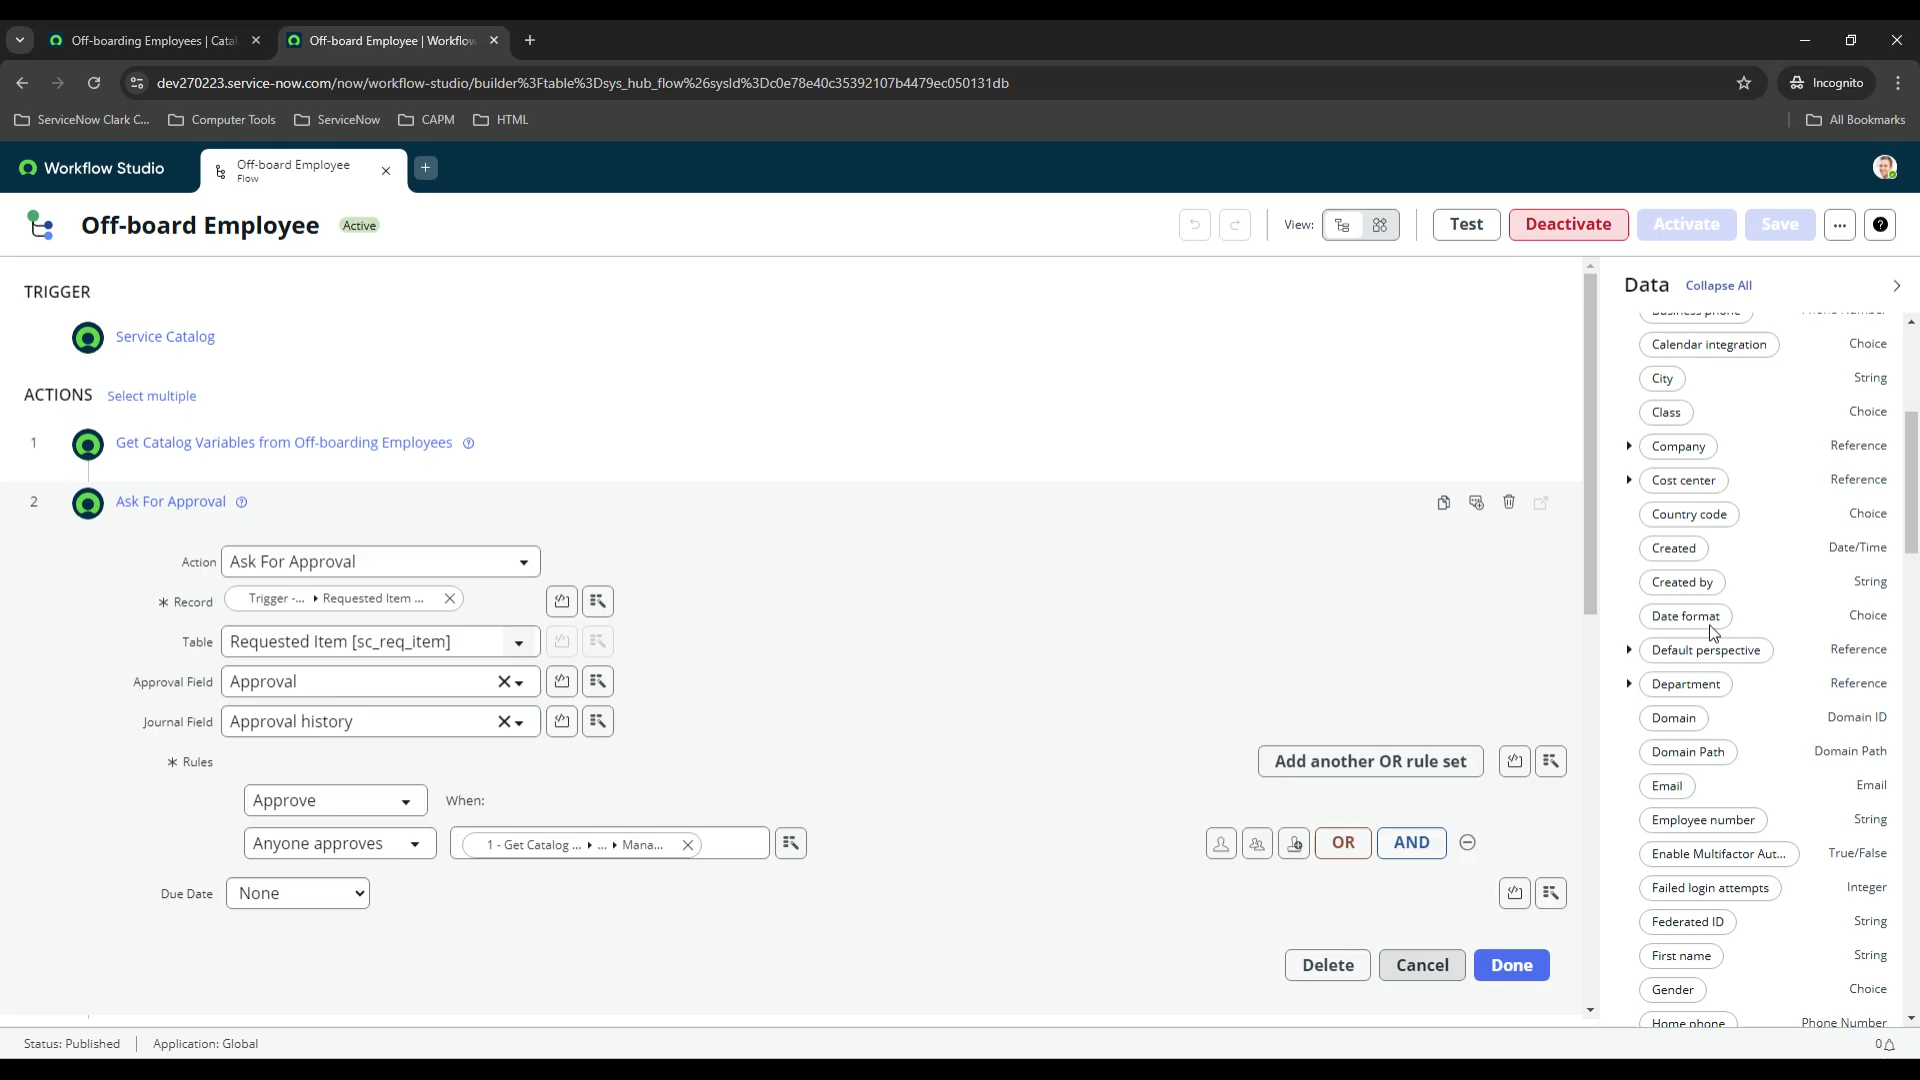 Off-boarding Employees | Cata
Off-board Employee | Workflow
dev270223.service-now.com/now/workflow-studio/builder%3Ftable%3Dsys_hub_flow%26sysId%3Dc0e78e40c35392107b4479ec050131db
Incognito
ServiceNow Clark C...
Computer Tools
ServiceNow
CAPM
HTML
All Bookmarks
Workflow Studio
Off-board Employee
Flow
Off-board Employee
Active
View:
Test
Deactivate
Activate
Save
TRIGGER
Service Catalog
ACTIONS Select multiple
1 Get Catalog Variables from Off-boarding Employees
2 Ask For Approval
Action Ask For Approval
* Record Trigger -... ▸ Requested Item ...
Table Requested Item [sc_req_item]
Approval Field Approval
Journal Field Approval history
* Rules
Add another OR rule set
Approve When:
Anyone approves 1 - Get Catalog ... ▸ ... ▸ Mana...
OR AND
Due Date None
Delete Cancel Done
Data Collapse All
Business phone Phone Number
Calendar integration Choice
City String
Class Choice
Company Reference
Cost center Reference
Country code Choice
Created Date/Time
Created by String
Date format Choice
Default perspective Reference
Department Reference
Domain Domain ID
Domain Path Domain Path
Email Email
Employee number String
Enable Multifactor Aut... True/False
Failed login attempts Integer
Federated ID String
First name String
Gender Choice
Home phone Phone Number
Status: Published
Application: Global
0